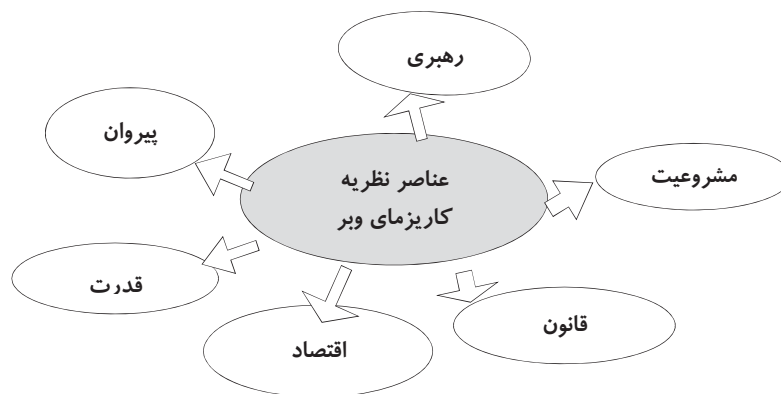 رهبری
پیروان
عناصر نظریه
کاریزمای وبر
مشروعیت
قدرت
قانون
اقتصاد